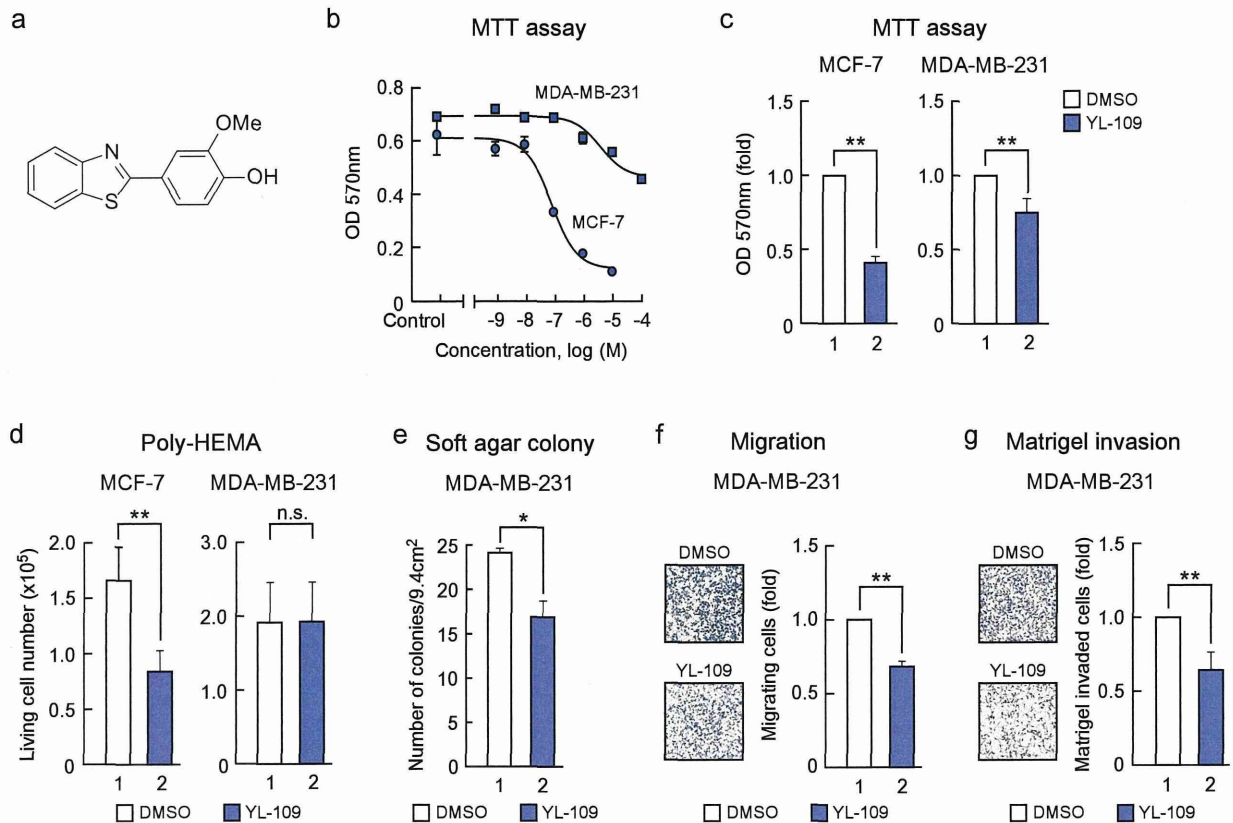 a
N
S
OMe
OH
b
MTT assay
OD 570nm
0.8
0.6
0.4
0.2
0
MDA-MB-231
MCF-7
Control
-9 -8 -7 -6 -5 -4
Concentration, log (M)
c
MTT assay
MCF-7
MDA-MB-231
DMSO
YL-109
OD 570nm (fold)
1.5
1.0
0.5
0
**
1 2
1.5
1.0
0.5
0
**
1 2
d
Poly-HEMA
MCF-7
MDA-MB-231
Living cell number (x10⁵)
2.0
1.5
1.0
0.5
0
**
1 2
3.0
2.0
1.0
0
n.s.
1 2
DMSO YL-109
e
Soft agar colony
MDA-MB-231
Number of colonies/9.4cm²
25
20
15
10
5
0
*
1 2
DMSO YL-109
f
Migration
MDA-MB-231
DMSO
YL-109
Migrating cells (fold)
1.5
1.0
0.5
0
**
1 2
DMSO YL-109
g
Matrigel invasion
MDA-MB-231
DMSO
YL-109
Matrigel invaded cells (fold)
1.5
1.0
0.5
0
**
1 2
DMSO YL-109